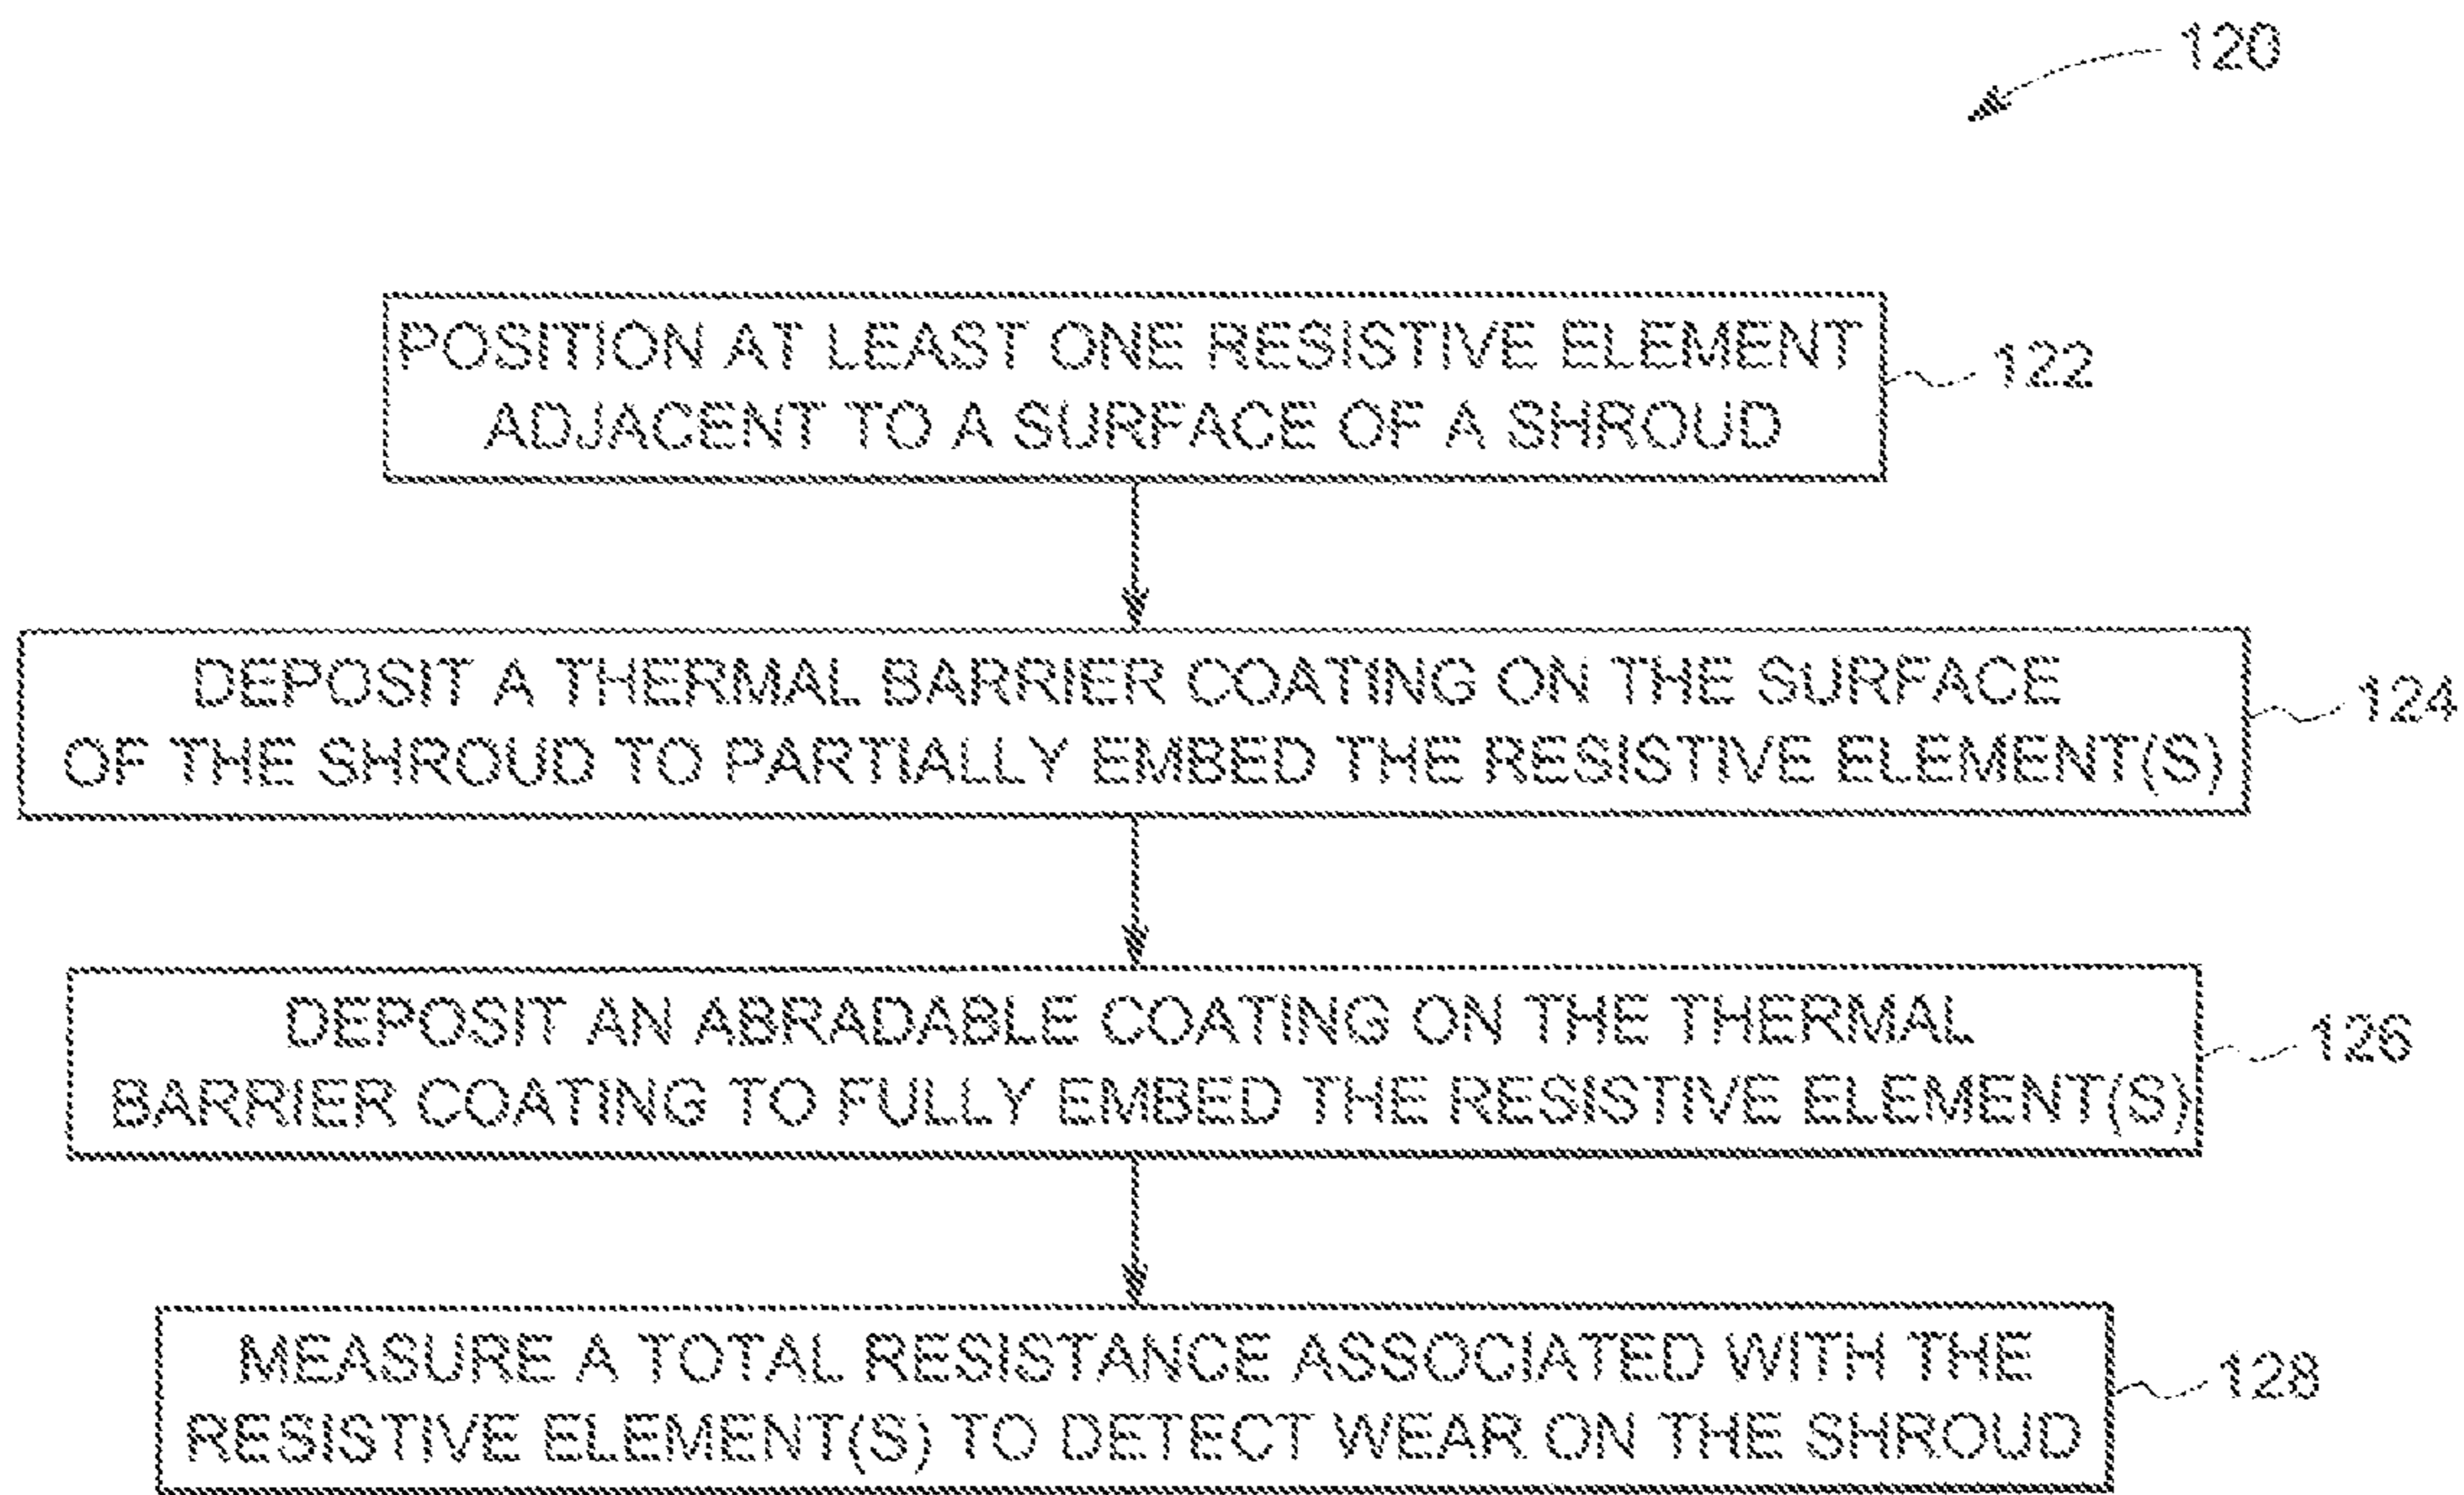 120
POSITION AT LEAST ONE RESISTIVE ELEMENT
ADJACENT TO A SURFACE OF A SHROUD
122
DEPOSIT A THERMAL BARRIER COATING ON THE SURFACE
OF THE SHROUD TO PARTIALLY EMBED THE RESISTIVE ELEMENT(S)
124
DEPOSIT AN ABRADABLE COATING ON THE THERMAL
BARRIER COATING TO FULLY EMBED THE RESISTIVE ELEMENT(S)
126
MEASURE A TOTAL RESISTANCE ASSOCIATED WITH THE
RESISTIVE ELEMENT(S) TO DETECT WEAR ON THE SHROUD
128